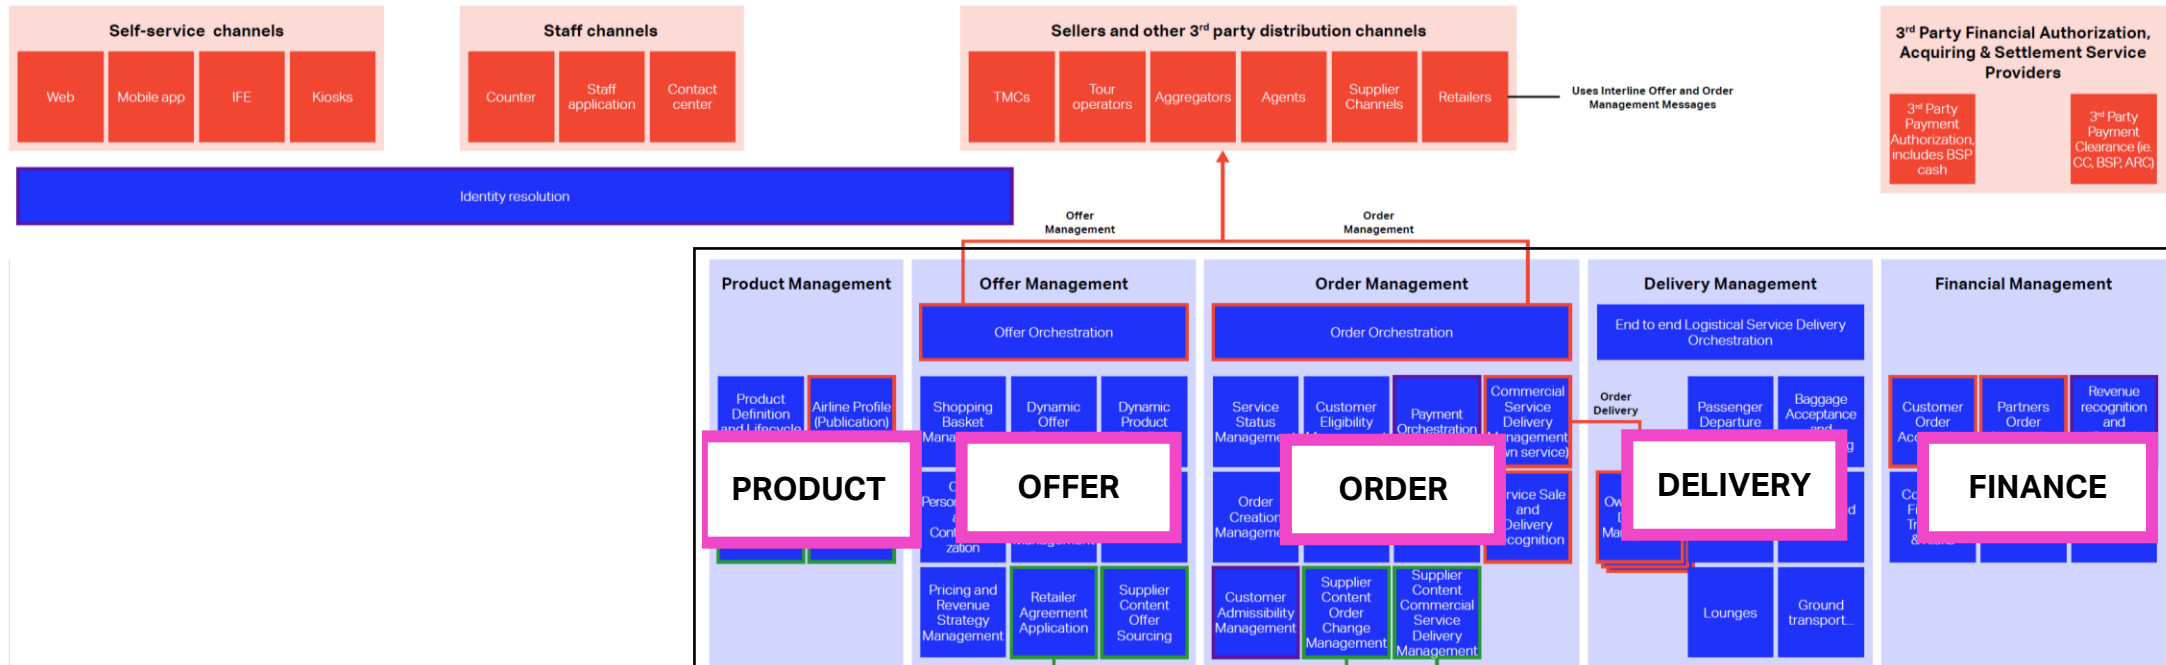 Self-service channels
Web
Mobile app
IFE
Kiosks
Staff channels
Counter
Staff
application
Contact
center
Sellers and other 3rd party distribution channels
TMCs
Tour
operators
Aggregators
Agents
Supplier
Channels
Retailers
Uses Interline Offer and Order
Management Messages
3rd Party Financial Authorization,
Acquiring & Settlement Service
Providers
3rd Party
Payment
Authorization,
includes BSP
cash
3rd Party
Payment
Clearance (ie.
CC, BSP, ARC)
Identity resolution
Offer
Management
Order
Management
Product Management
Product
Definition
and Lifecycle
Airline Profile
(Publication)
PRODUCT
Offer Management
Offer Orchestration
Shopping
Basket
Dynamic
Offer
Dynamic
Product
OFFER
zation
Pricing and
Revenue
Strategy
Management
Retailer
Agreement
Application
Supplier
Content
Offer
Sourcing
Order Management
Order Orchestration
Service
Status
Customer
Eligibility
Payment
Orchestration
Commercial
Service
Delivery
service)
ORDER
Order
Creation
Sale
and
Delivery
Customer
Admissibility
Management
Supplier
Content
Order
Change
Management
Supplier
Content
Commercial
Service
Delivery
Management
Order
Delivery
Delivery Management
End to end Logistical Service Delivery
Orchestration
Passenger
Departure
Baggage
Acceptance
and
DELIVERY
Lounges
Ground
transport...
Financial Management
Customer
Order
Partners
Order
Revenue
recognition
and
FINANCE